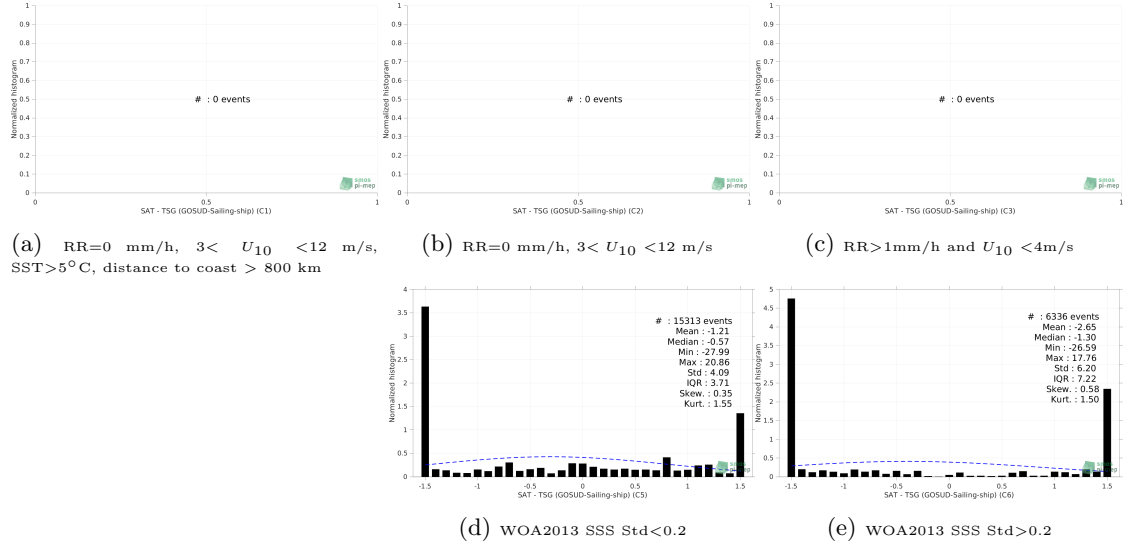 1
0.9
0.8
0.7
0.6
0.5
0.4
0.3
0.2
0.1
0
Normalized histogram
# : 0 events
smos
pi-mep
0 0.5 1
SAT - TSG (GOSUD-Sailing-ship) (C1)
(a) RR=0 mm/h, 3< U10 <12 m/s,
SST>5°C, distance to coast > 800 km
1
0.9
0.8
0.7
0.6
0.5
0.4
0.3
0.2
0.1
0
Normalized histogram
# : 0 events
smos
pi-mep
0 0.5 1
SAT - TSG (GOSUD-Sailing-ship) (C2)
(b) RR=0 mm/h, 3< U10 <12 m/s
1
0.9
0.8
0.7
0.6
0.5
0.4
0.3
0.2
0.1
0
Normalized histogram
# : 0 events
smos
pi-mep
0 0.5 1
SAT - TSG (GOSUD-Sailing-ship) (C3)
(c) RR>1mm/h and U10 <4m/s
5
4
3.5
3
2.5
2
1.5
1
0.5
0
Normalized histogram
# : 15313 events
Mean : -1.21
Median : -0.57
Min : -27.99
Max : 20.86
Std : 4.09
IQR : 3.71
Skew. : 0.35
Kurt. : 1.55
smos
pi-mep
-1.5 -1 -0.5 0 0.5 1 1.5
SAT - TSG (GOSUD-Sailing-ship) (C5)
(d) WOA2013 SSS Std<0.2
5
4.5
4
3.5
3
2.5
2
1.5
1
0.5
0
Normalized histogram
# : 6336 events
Mean : -2.65
Median : -1.30
Min : -26.59
Max : 17.76
Std : 6.20
IQR : 7.22
Skew. : 0.58
Kurt. : 1.50
smos
pi-mep
-1.5 -1 -0.5 0 0.5 1 1.5
SAT - TSG (GOSUD-Sailing-ship) (C6)
(e) WOA2013 SSS Std>0.2